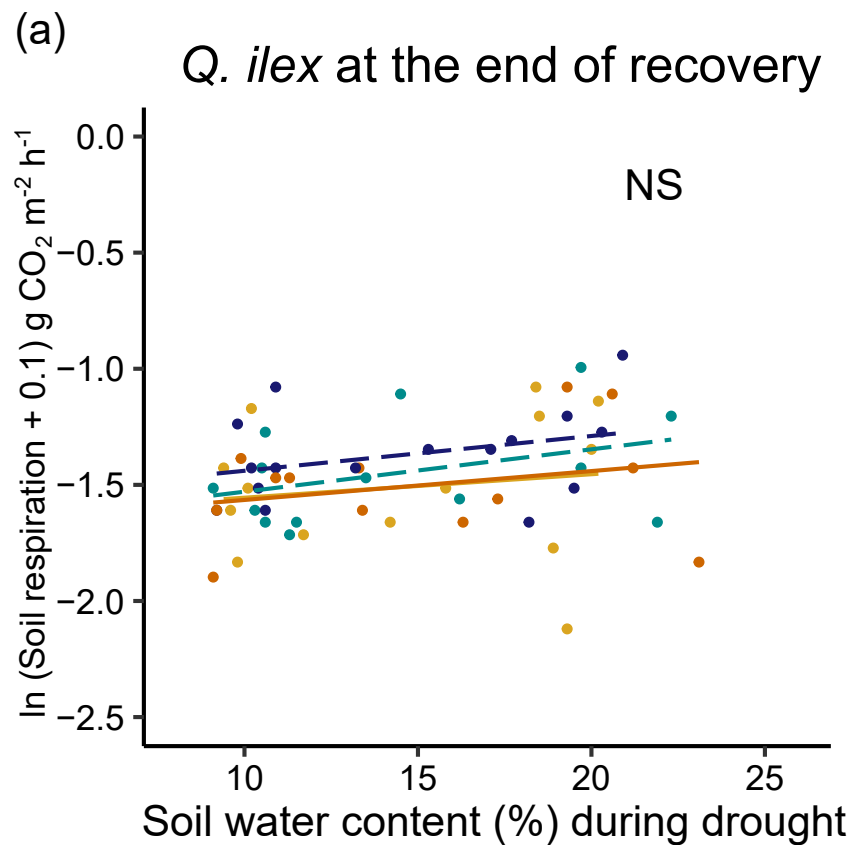 (a)
Q. ilex at the end of recovery
NS
ln (Soil respiration + 0.1) g CO₂ m⁻² h⁻¹
0.0
−0.5
−1.0
−1.5
−2.0
−2.5
10 15 20 25
Soil water content (%) during drought